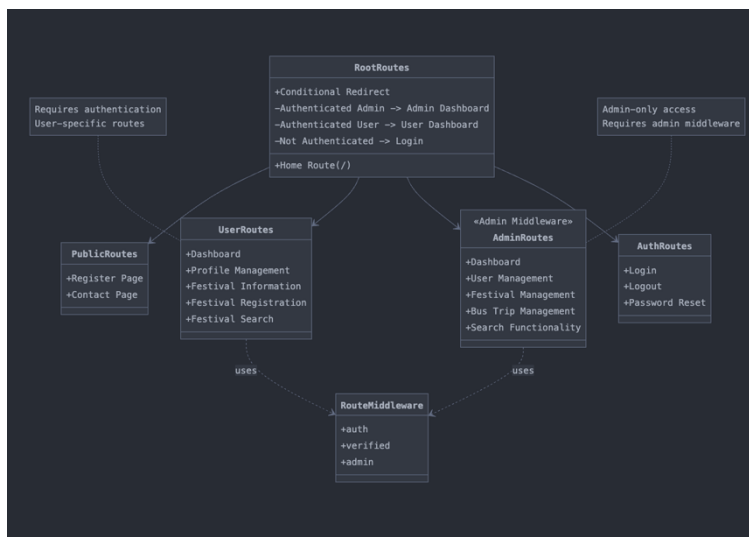 RootRoutes
+Conditional Redirect
-Authenticated Admin -> Admin Dashboard
-Authenticated User -> User Dashboard
-Not Authenticated -> Login
+Home Route(/)
Requires authentication
User-specific routes
Admin-only access
Requires admin middleware
PublicRoutes
+Register Page
+Contact Page
UserRoutes
+Dashboard
+Profile Management
+Festival Information
+Festival Registration
+Festival Search
«Admin Middleware»
AdminRoutes
+Dashboard
+User Management
+Festival Management
+Bus Trip Management
+Search Functionality
AuthRoutes
+Login
+Logout
+Password Reset
uses
uses
RouteMiddleware
+auth
+verified
+admin